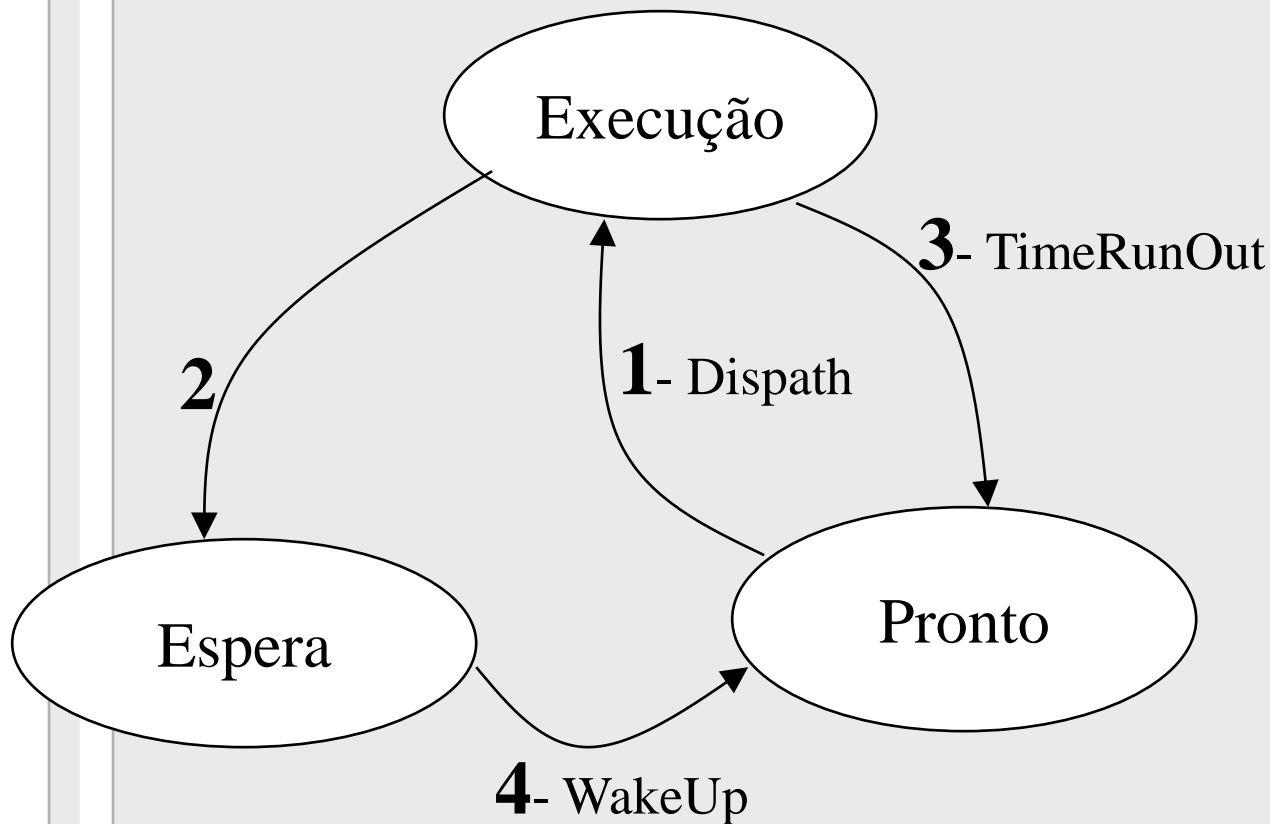 Execução
3- TimeRunOut
2
1- Dispath
Espera
Pronto
4- WakeUp